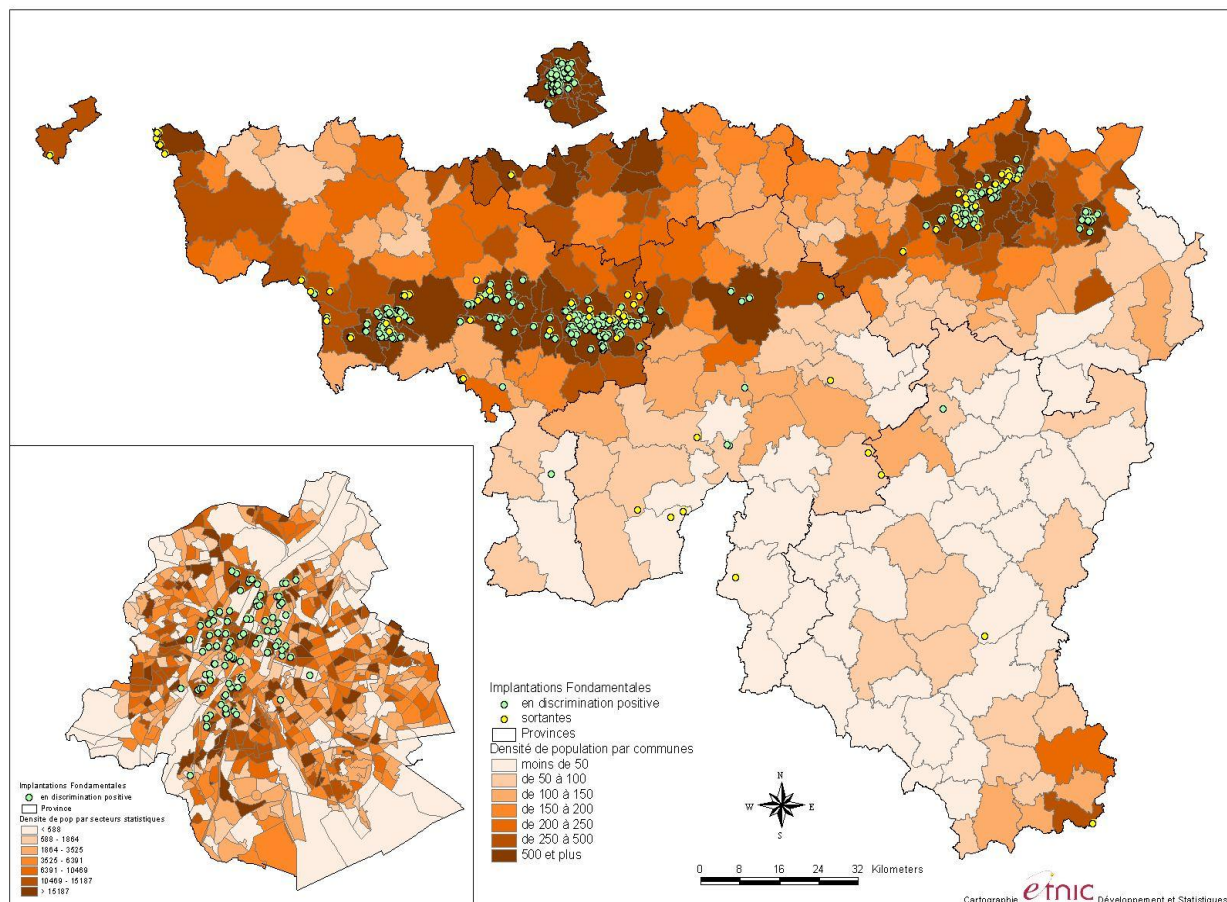 Implantations Fondamentales
en discrimination positive
sortantes
Provinces
Densité de population par communes
moins de 50
de 50 à 100
de 100 à 150
de 150 à 200
de 200 à 250
de 250 à 500
500 et plus
N
W E
S
0 8 16 24 32 Kilometers
Implantations Fondamentales
en discrimination positive
Province
Densite de pop par secteurs statistiques
< 588
588 - 1864
1864 - 3525
3525 - 6391
6391 - 10469
10469 - 15187
> 15187
Cartographie etnic Développement et Statistiques